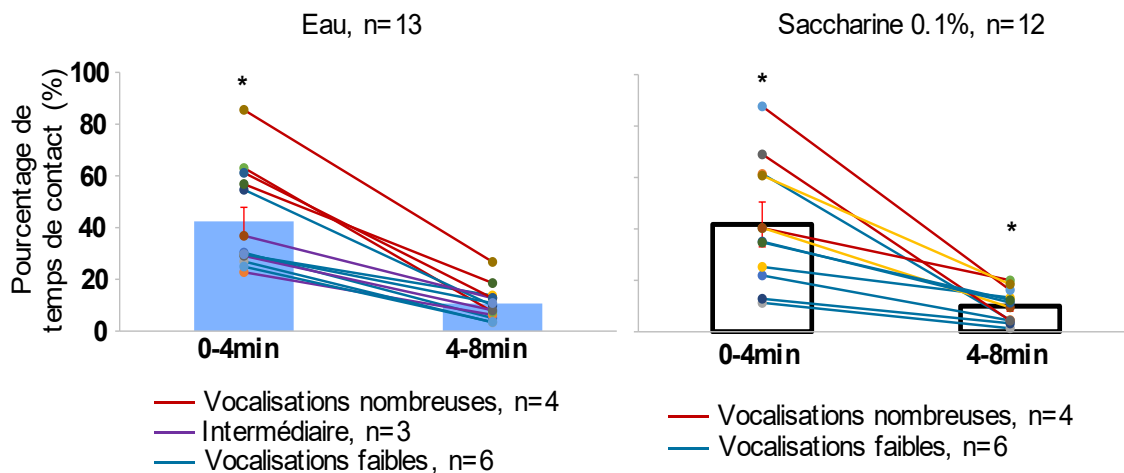 Eau, n=13
Saccharine 0.1%, n=12
Pourcentage de
temps de contact (%)
100
80
60
40
20
0
*
0-4min
4-8min
*
*
0-4min
4-8min
Vocalisations nombreuses, n=4
Intermédiaire, n=3
Vocalisations faibles, n=6
Vocalisations nombreuses, n=4
Vocalisations faibles, n=6